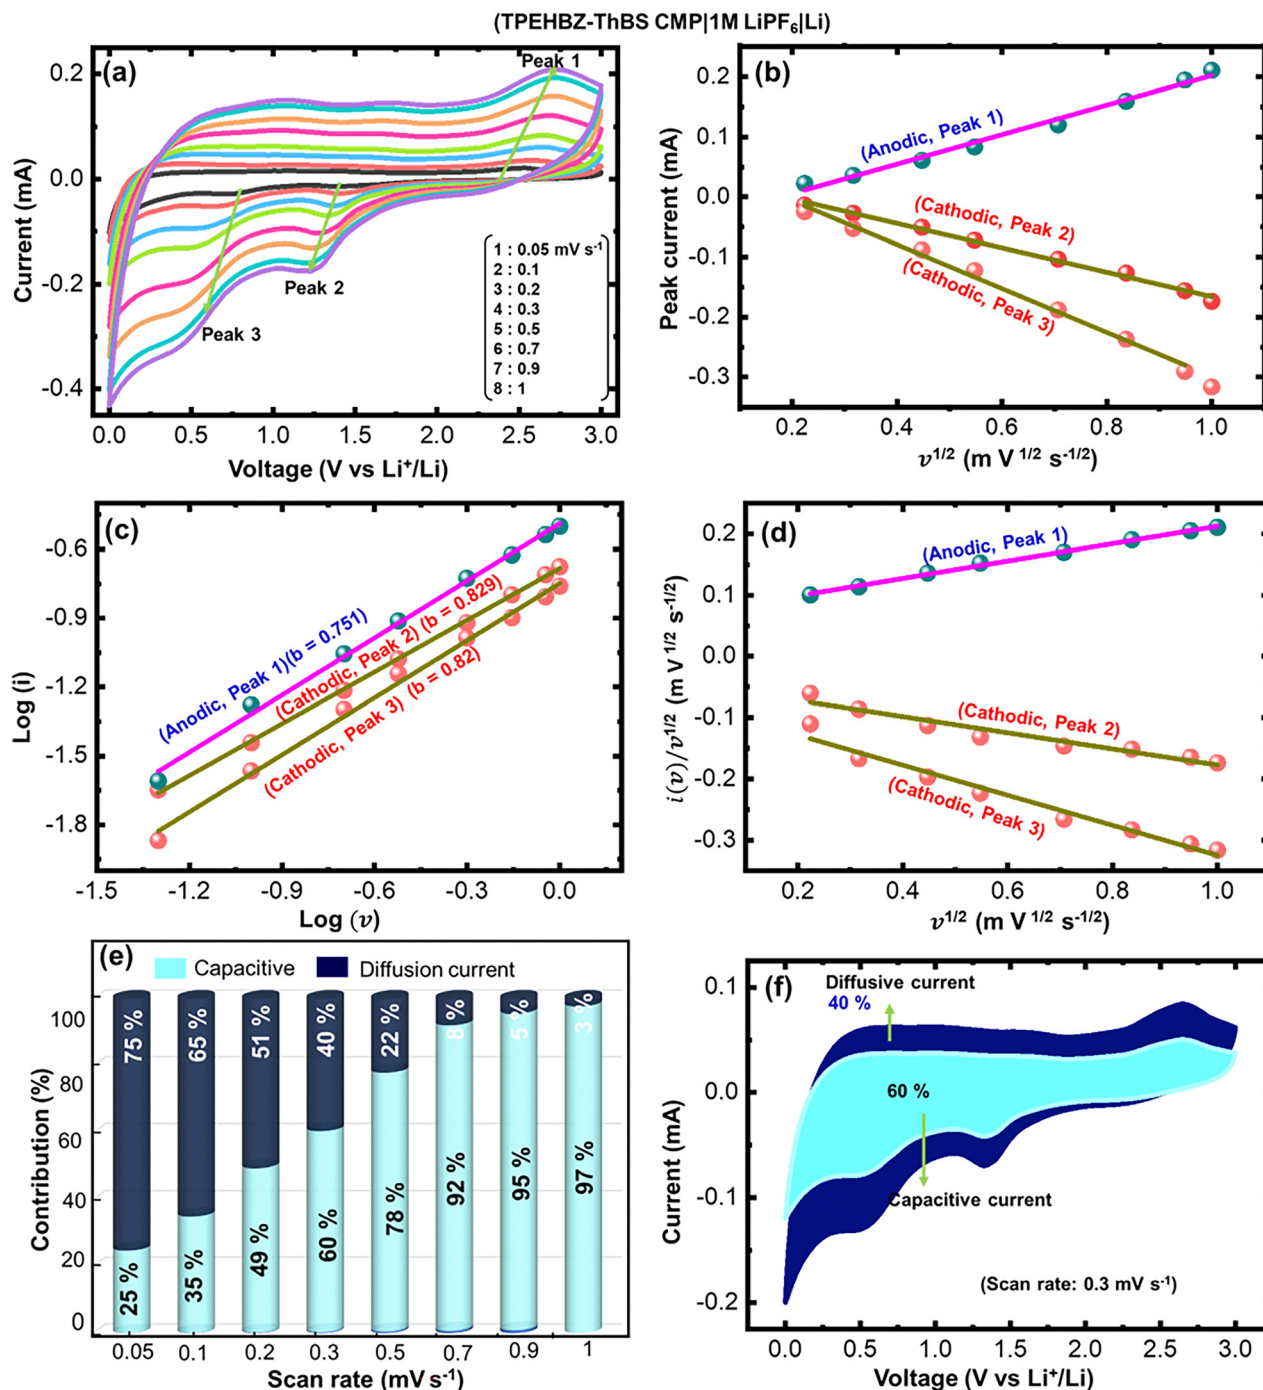 (TPEHBZ-ThBS CMP|1M LiPF₆|Li)
(a)
Peak 1
Peak 2
Peak 3
1 : 0.05 mV s⁻¹
2 : 0.1
3 : 0.2
4 : 0.3
5 : 0.5
6 : 0.7
7 : 0.9
8 : 1
0.2
0.0
-0.2
-0.4
Current (mA)
0.0 0.5 1.0 1.5 2.0 2.5 3.0
Voltage (V vs Li⁺/Li)
(b)
(Anodic, Peak 1)
(Cathodic, Peak 2)
(Cathodic, Peak 3)
0.2
0.1
0.0
-0.1
-0.2
-0.3
Peak current (mA)
0.2 0.4 0.6 0.8 1.0
v¹/² (m V ¹/² s⁻¹/²)
(c)
(Anodic, Peak 1)(b = 0.751)
(Cathodic, Peak 2) (b = 0.829)
(Cathodic, Peak 3) (b = 0.82)
-0.6
-0.9
-1.2
-1.5
-1.8
Log (i)
-1.5 -1.2 -0.9 -0.6 -0.3 0.0
Log (v)
(d)
(Anodic, Peak 1)
(Cathodic, Peak 2)
(Cathodic, Peak 3)
0.2
0.1
0.0
-0.1
-0.2
-0.3
i(v)/v¹/² (m V ¹/² s⁻¹/²)
0.2 0.4 0.6 0.8 1.0
v¹/² (m V ¹/² s⁻¹/²)
(e)
Capacitive Diffusion current
100
80
60
40
20
0
Contribution (%)
75 % 65 % 51 % 40 % 22 % 8 % 5 % 3 %
25 % 35 % 49 % 60 % 78 % 92 % 95 % 97 %
0.05 0.1 0.2 0.3 0.5 0.7 0.9 1
Scan rate (mV s⁻¹)
(f)
Diffusive current
40 %
60 %
Capacitive current
(Scan rate: 0.3 mV s⁻¹)
0.1
0.0
-0.1
-0.2
Current (mA)
0.0 0.5 1.0 1.5 2.0 2.5 3.0
Voltage (V vs Li⁺/Li)